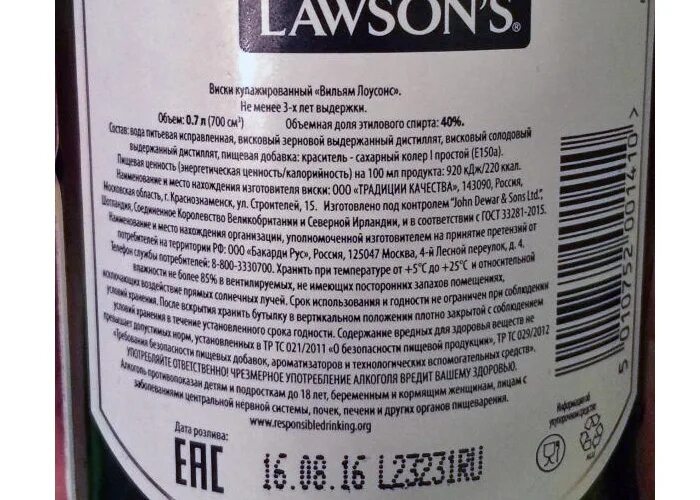 LAWSON'S®
Виски купажированный «Вильям Лоусонс».
Не менее 3-х лет выдержки.
Объем: 0.7 л (700 см³) Объемная доля этилового спирта: 40%.
Состав: вода питьевая исправленная, висковый зерновой выдержанный дистиллят, висковый солодовый
выдержанный дистиллят, пищевая добавка: краситель - сахарный колер I простой (Е150а).
Пищевая ценность (энергетическая ценность/калорийность) на 100 мл продукта: 920 кДж/220 ккал.
Наименование и место нахождения изготовителя виски: ООО «ТРАДИЦИИ КАЧЕСТВА», 143090, Россия,
Московская область, г. Краснознаменск, ул. Строителей, 15. Изготовлено под контролем "John Dewar & Sons Ltd.",
Шотландия, Соединенное Королевство Великобритании и Северной Ирландии, и в соответствии с ГОСТ 33281-2015.
Наименование и место нахождения организации, уполномоченной изготовителем на принятие претензий от
потребителей на территории РФ: ООО «Бакарди Рус», Россия, 125047 Москва, 4-й Лесной переулок, д. 4.
Телефон службы потребителей: 8-800-3330700. Хранить при температуре от +5°С до +25°С и относительной
влажности не более 85% в вентилируемых, не имеющих посторонних запахов помещениях,
исключающих воздействие прямых солнечных лучей. Срок использования и годности не ограничен при соблюдении
условий хранения. После вскрытия хранить бутылку в вертикальном положении плотно закрытой с соблюдением
условий хранения в течение установленного срока годности. Содержание вредных для здоровья веществ не
превышает допустимых норм, установленных в ТР ТС 021/2011 «О безопасности пищевой продукции», ТР ТС 029/2012
«Требования безопасности пищевых добавок, ароматизаторов и технологических вспомогательных средств».
УПОТРЕБЛЯЙТЕ ОТВЕТСТВЕННО! ЧРЕЗМЕРНОЕ УПОТРЕБЛЕНИЕ АЛКОГОЛЯ ВРЕДИТ ВАШЕМУ ЗДОРОВЬЮ.
Алкоголь противопоказан детям и подросткам до 18 лет, беременным и кормящим женщинам, лицам с
заболеваниями центральной нервной системы, почек, печени и других органов пищеварения.
www.responsibledrinking.org
Дата розлива:
ЕАС 16.08.16 L23231RU
Информация об
укупорочном средстве
5 010752 001410 >